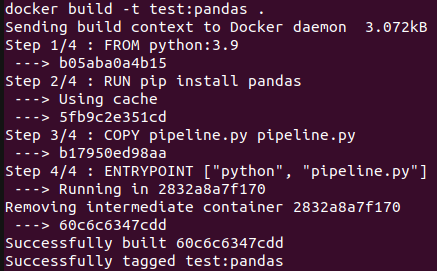 docker build -t test:pandas .
Sending build context to Docker daemon  3.072kB
Step 1/4 : FROM python:3.9
 ---> b05aba0a4b15
Step 2/4 : RUN pip install pandas
 ---> Using cache
 ---> 5fb9c2e351cd
Step 3/4 : COPY pipeline.py pipeline.py
 ---> b17950ed98aa
Step 4/4 : ENTRYPOINT ["python", "pipeline.py"]
 ---> Running in 2832a8a7f170
Removing intermediate container 2832a8a7f170
 ---> 60c6c6347cdd
Successfully built 60c6c6347cdd
Successfully tagged test:pandas